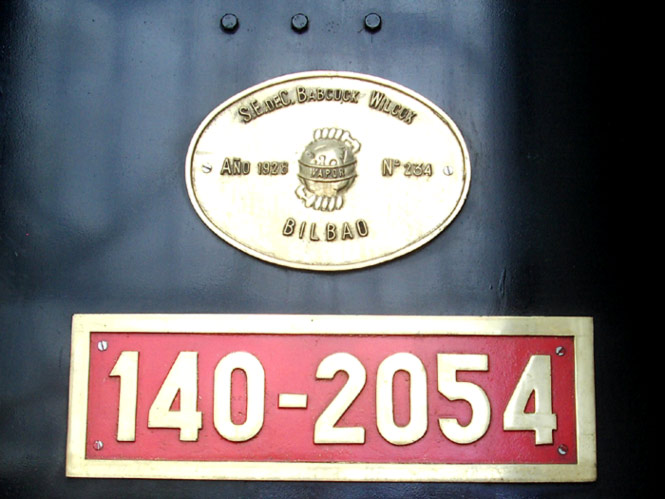 S.E. DE C. BABCOCK WILCOX
AÑO 1928 Nº 234
VAPOR
BILBAO
140-2054